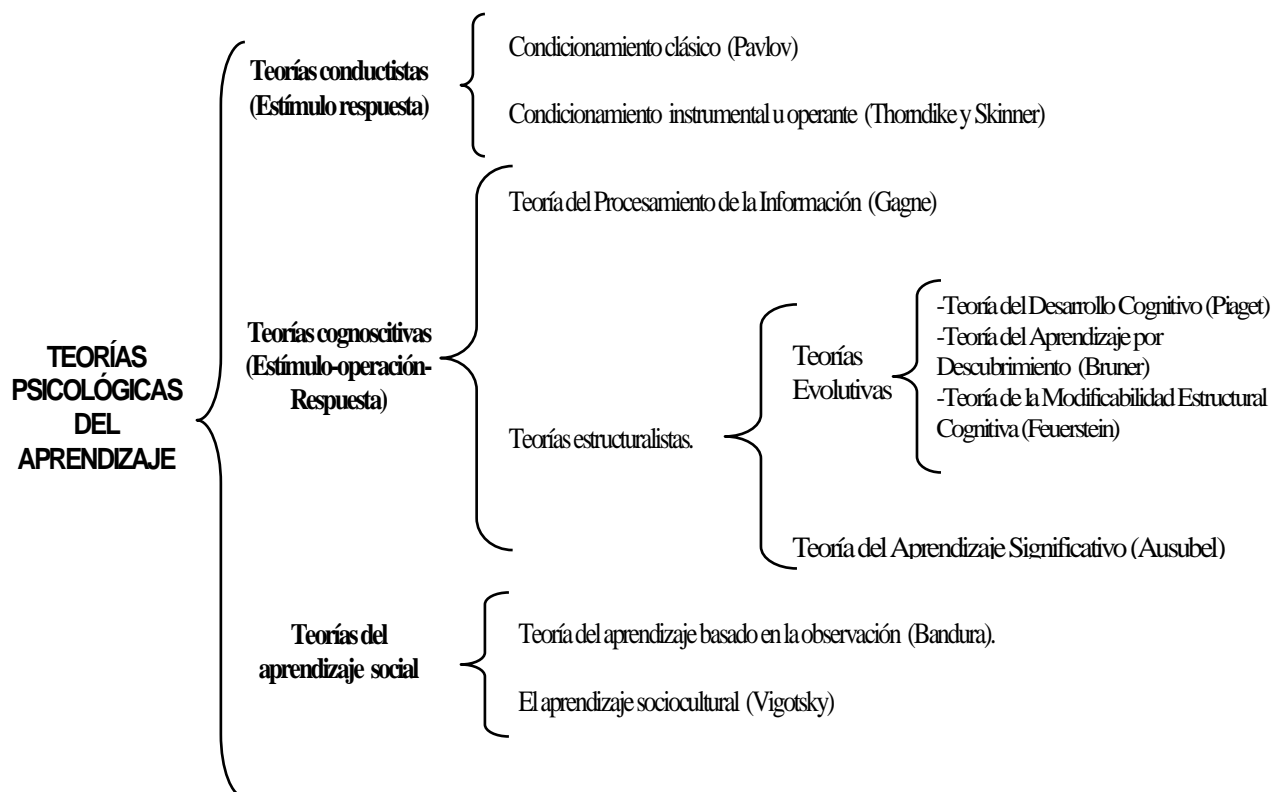 TEORÍAS
PSICOLÓGICAS
DEL
APRENDIZAJE
Teorías conductistas
(Estímulo respuesta)
Condicionamiento clásico (Pavlov)
Condicionamiento instrumental u operante (Thorndike y Skinner)
Teorías cognoscitivas
(Estímulo-operación-
Respuesta)
Teoría del Procesamiento de la Información (Gagne)
Teorías estructuralistas.
Teorías
Evolutivas
-Teoría del Desarrollo Cognitivo (Piaget)
-Teoría del Aprendizaje por
Descubrimiento (Bruner)
-Teoría de la Modificabilidad Estructural
Cognitiva (Feuerstein)
Teoría del Aprendizaje Significativo (Ausubel)
Teorías del
aprendizaje social
Teoría del aprendizaje basado en la observación (Bandura).
El aprendizaje sociocultural (Vigotsky)